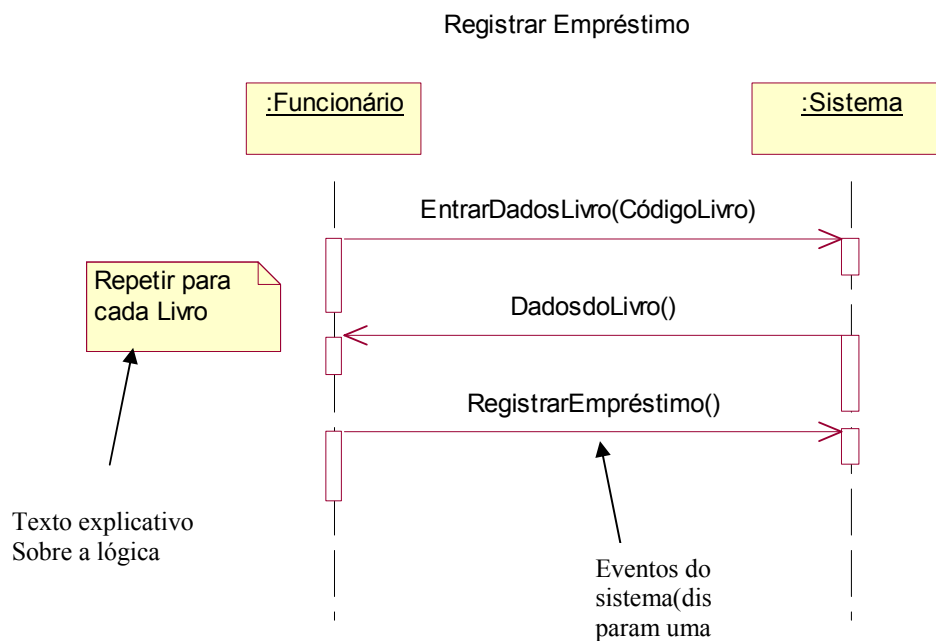 Registrar Empréstimo
:Funcionário
:Sistema
EntrarDadosLivro(CódigoLivro)
Repetir para
cada Livro
DadosdoLivro()
RegistrarEmpréstimo()
Texto explicativo
Sobre a lógica
Eventos do
sistema(dis
param uma